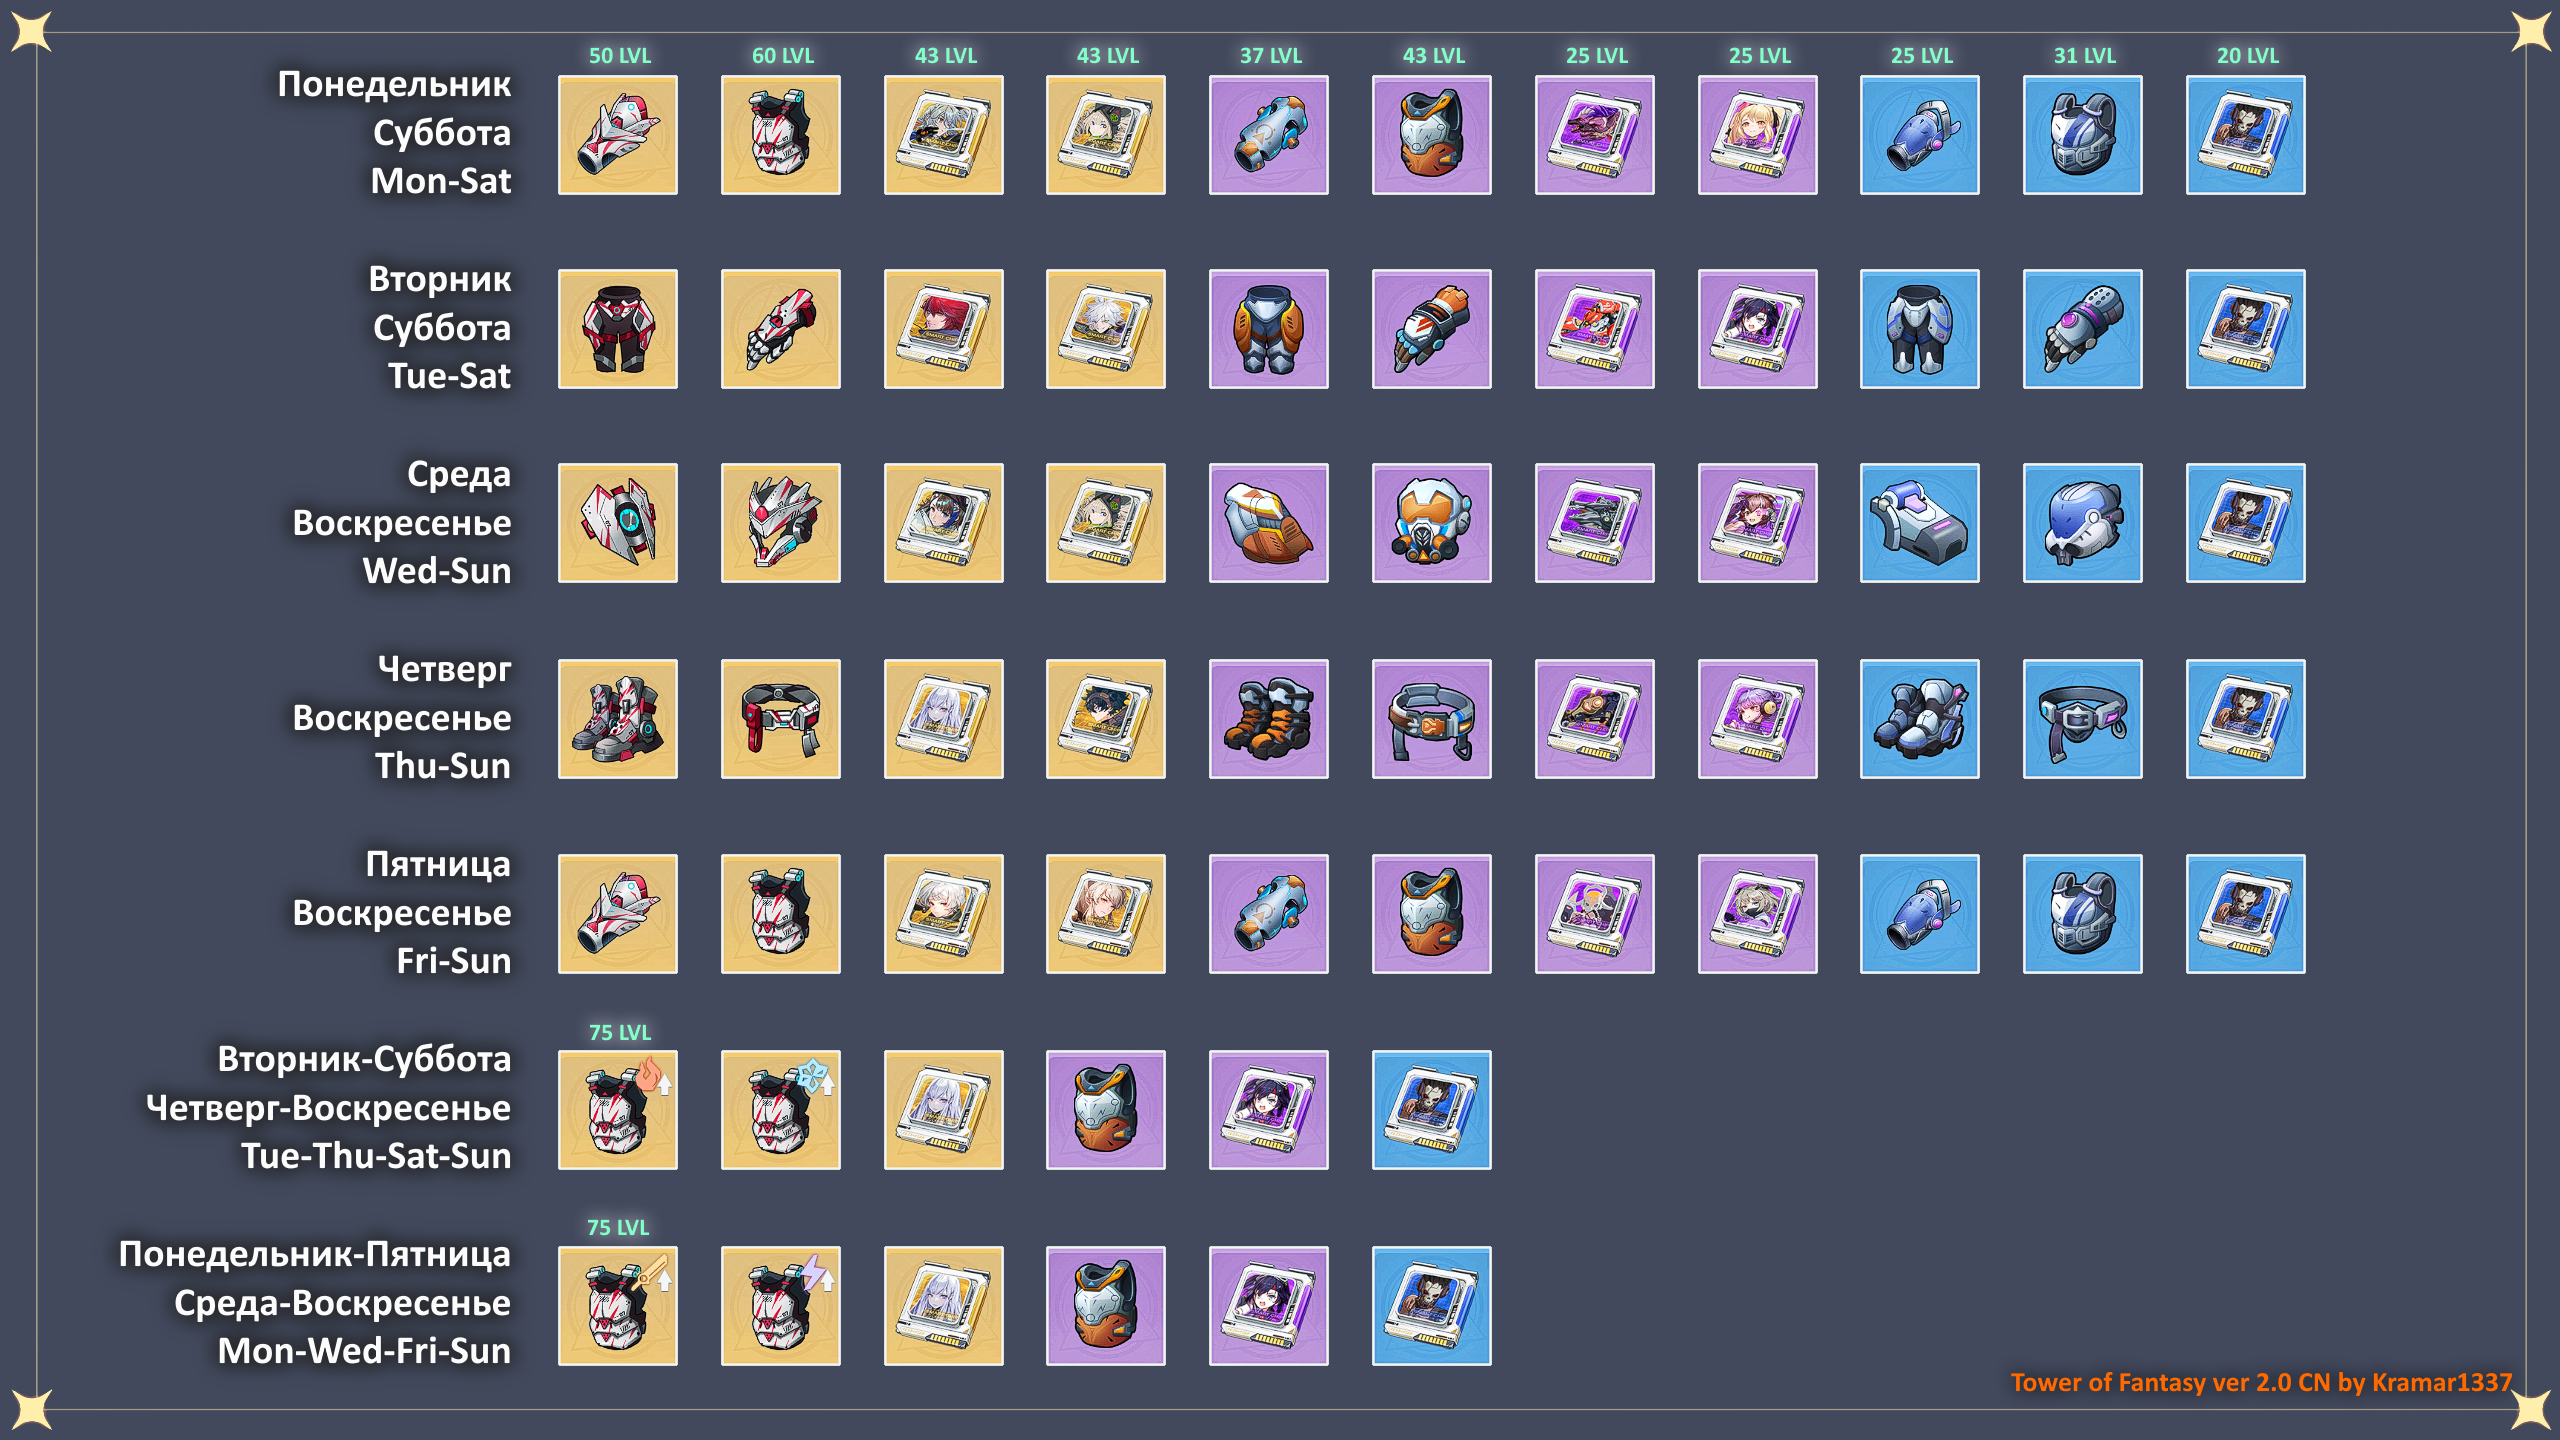 50 LVL 60 LVL 43 LVL 43 LVL 37 LVL 43 LVL 25 LVL 25 LVL 25 LVL 31 LVL 20 LVL
Понедельник
Суббота
Mon-Sat
Вторник
Суббота
Tue-Sat
Среда
Воскресенье
Wed-Sun
Четверг
Воскресенье
Thu-Sun
Пятница
Воскресенье
Fri-Sun
75 LVL
Вторник-Суббота
Четверг-Воскресенье
Tue-Thu-Sat-Sun
75 LVL
Понедельник-Пятница
Среда-Воскресенье
Mon-Wed-Fri-Sun
Tower of Fantasy ver 2.0 CN by Kramar1337